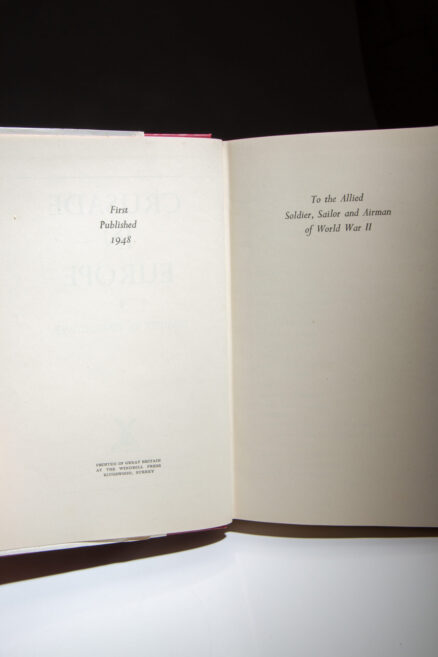 First
Published
1948
PRINTED IN GREAT BRITAIN
AT THE WINDMILL PRESS
KINGSWOOD, SURREY
To the Allied
Soldier, Sailor and Airman
of World War II